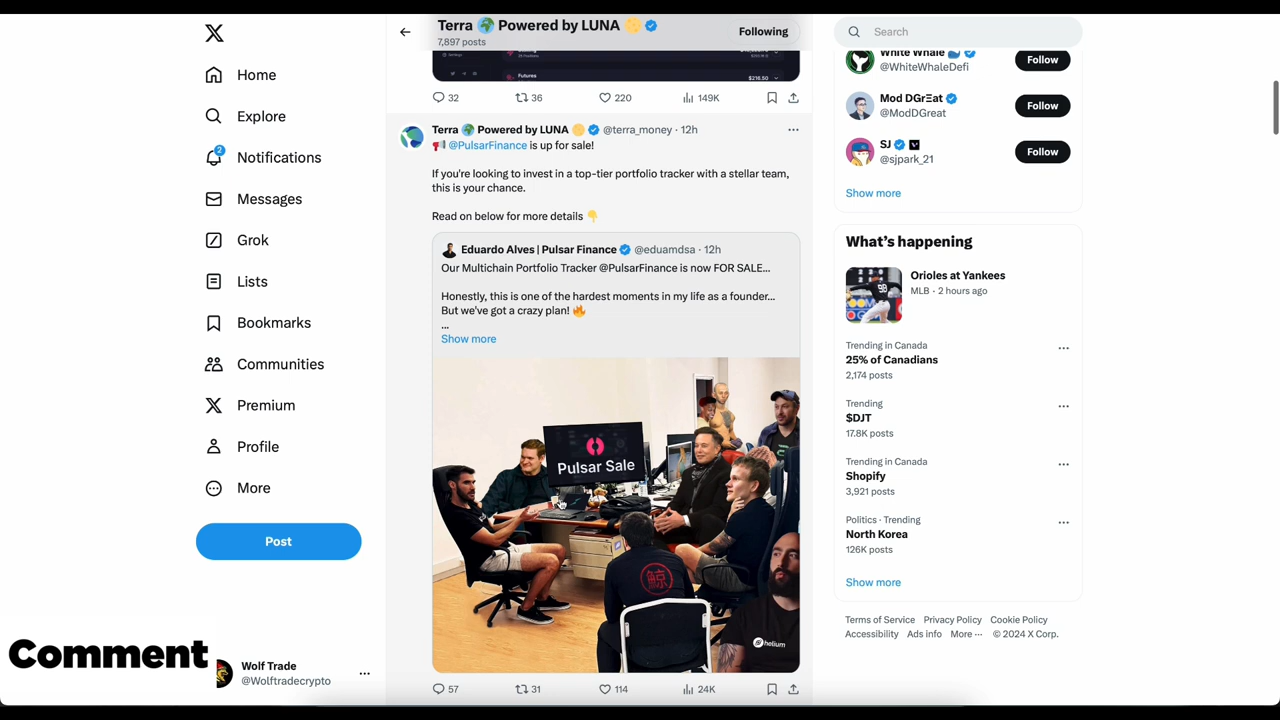 Home
Explore
2
Notifications
Messages
Grok
Lists
Bookmarks
Communities
Premium
Profile
More
Post
Comment
Wolf Trade
@Wolftradecrypto
Terra 🌍 Powered by LUNA 🌕
7,897 posts
Following
Futures
$216.50
32 36 220 149K
Terra 🌍 Powered by LUNA 🌕 @terra_money · 12h
📢 @PulsarFinance is up for sale!
If you're looking to invest in a top-tier portfolio tracker with a stellar team,
this is your chance.
Read on below for more details 👇
Eduardo Alves | Pulsar Finance @eduamdsa · 12h
Our Multichain Portfolio Tracker @PulsarFinance is now FOR SALE...
Honestly, this is one of the hardest moments in my life as a founder...
But we've got a crazy plan! 🔥
...
Show more
Pulsar Sale
鯨
helium
57 31 114 24K
Search
White Whale 🐋
@WhiteWhaleDefi
Follow
Mod DGrΞat
@ModDGreat
Follow
SJ
@sjpark_21
Follow
Show more
What's happening
Orioles at Yankees
MLB · 2 hours ago
Trending in Canada
25% of Canadians
2,174 posts
Trending
$DJT
17.8K posts
Trending in Canada
Shopify
3,921 posts
Politics · Trending
North Korea
126K posts
Show more
Terms of Service Privacy Policy Cookie Policy
Accessibility Ads info More ··· © 2024 X Corp.